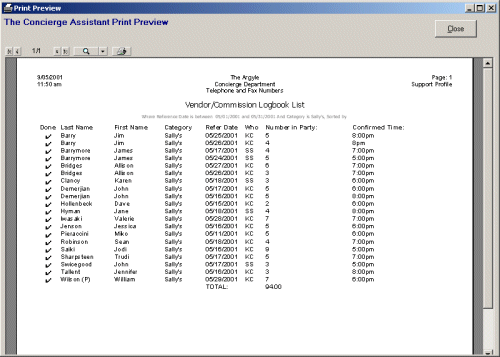 Print Preview
The Concierge Assistant Print Preview
Close
1/1
9/05/2001 The Argyle Page: 1
11:50 am Concierge Department Support Profile
Telephone and Fax Numbers
Vendor/Commission Logbook List
Where Reference Date is between 05/01/2001 and 05/31/2001 And Category is Sally's, Sorted by
Done Last Name First Name Category Refer Date Who Number in Party: Confirmed Time:
Barry Jim Sally's 05/25/2001 KC 5 8:00pm
Barry Jim Sally's 05/26/2001 KC 4 8pm
Barrymore James Sally's 05/17/2001 SS 4 7:00pm
Barrymore James Sally's 05/24/2001 SS 5 5:00pm
Bridges Allison Sally's 05/27/2001 KC 6 7:00pm
Bridges Allison Sally's 05/26/2001 KC 3 7:00pm
Clancy Karen Sally's 05/18/2001 SS 3 6:00pm
Demerjian John Sally's 05/17/2001 KC 5 6:00pm
Demerjian John Sally's 05/16/2001 KC 5 8:00pm
Hollenbeck Dave Sally's 05/15/2001 KC 2 6:00pm
Hyman Jane Sally's 05/18/2001 SS 4 8:00pm
Iwasaki Valerie Sally's 05/28/2001 KC 7 7:00pm
Jenson Jessica Sally's 05/16/2001 KC 5 6:00pm
Pieraccini Miko Sally's 05/11/2001 KC 5 6:00pm
Robinson Sean Sally's 05/18/2001 KC 4 7:00pm
Saiki Jodi Sally's 05/16/2001 KC 9 5:00pm
Sharpsteen Trudi Sally's 05/17/2001 KC 5 7:00pm
Swicegood John Sally's 05/17/2001 SS 3 5:00pm
Tallent Jennifer Sally's 05/16/2001 KC 3 8:00pm
Wilson (P) William Sally's 05/29/2001 KC 7 6:00pm
TOTAL: 94.00